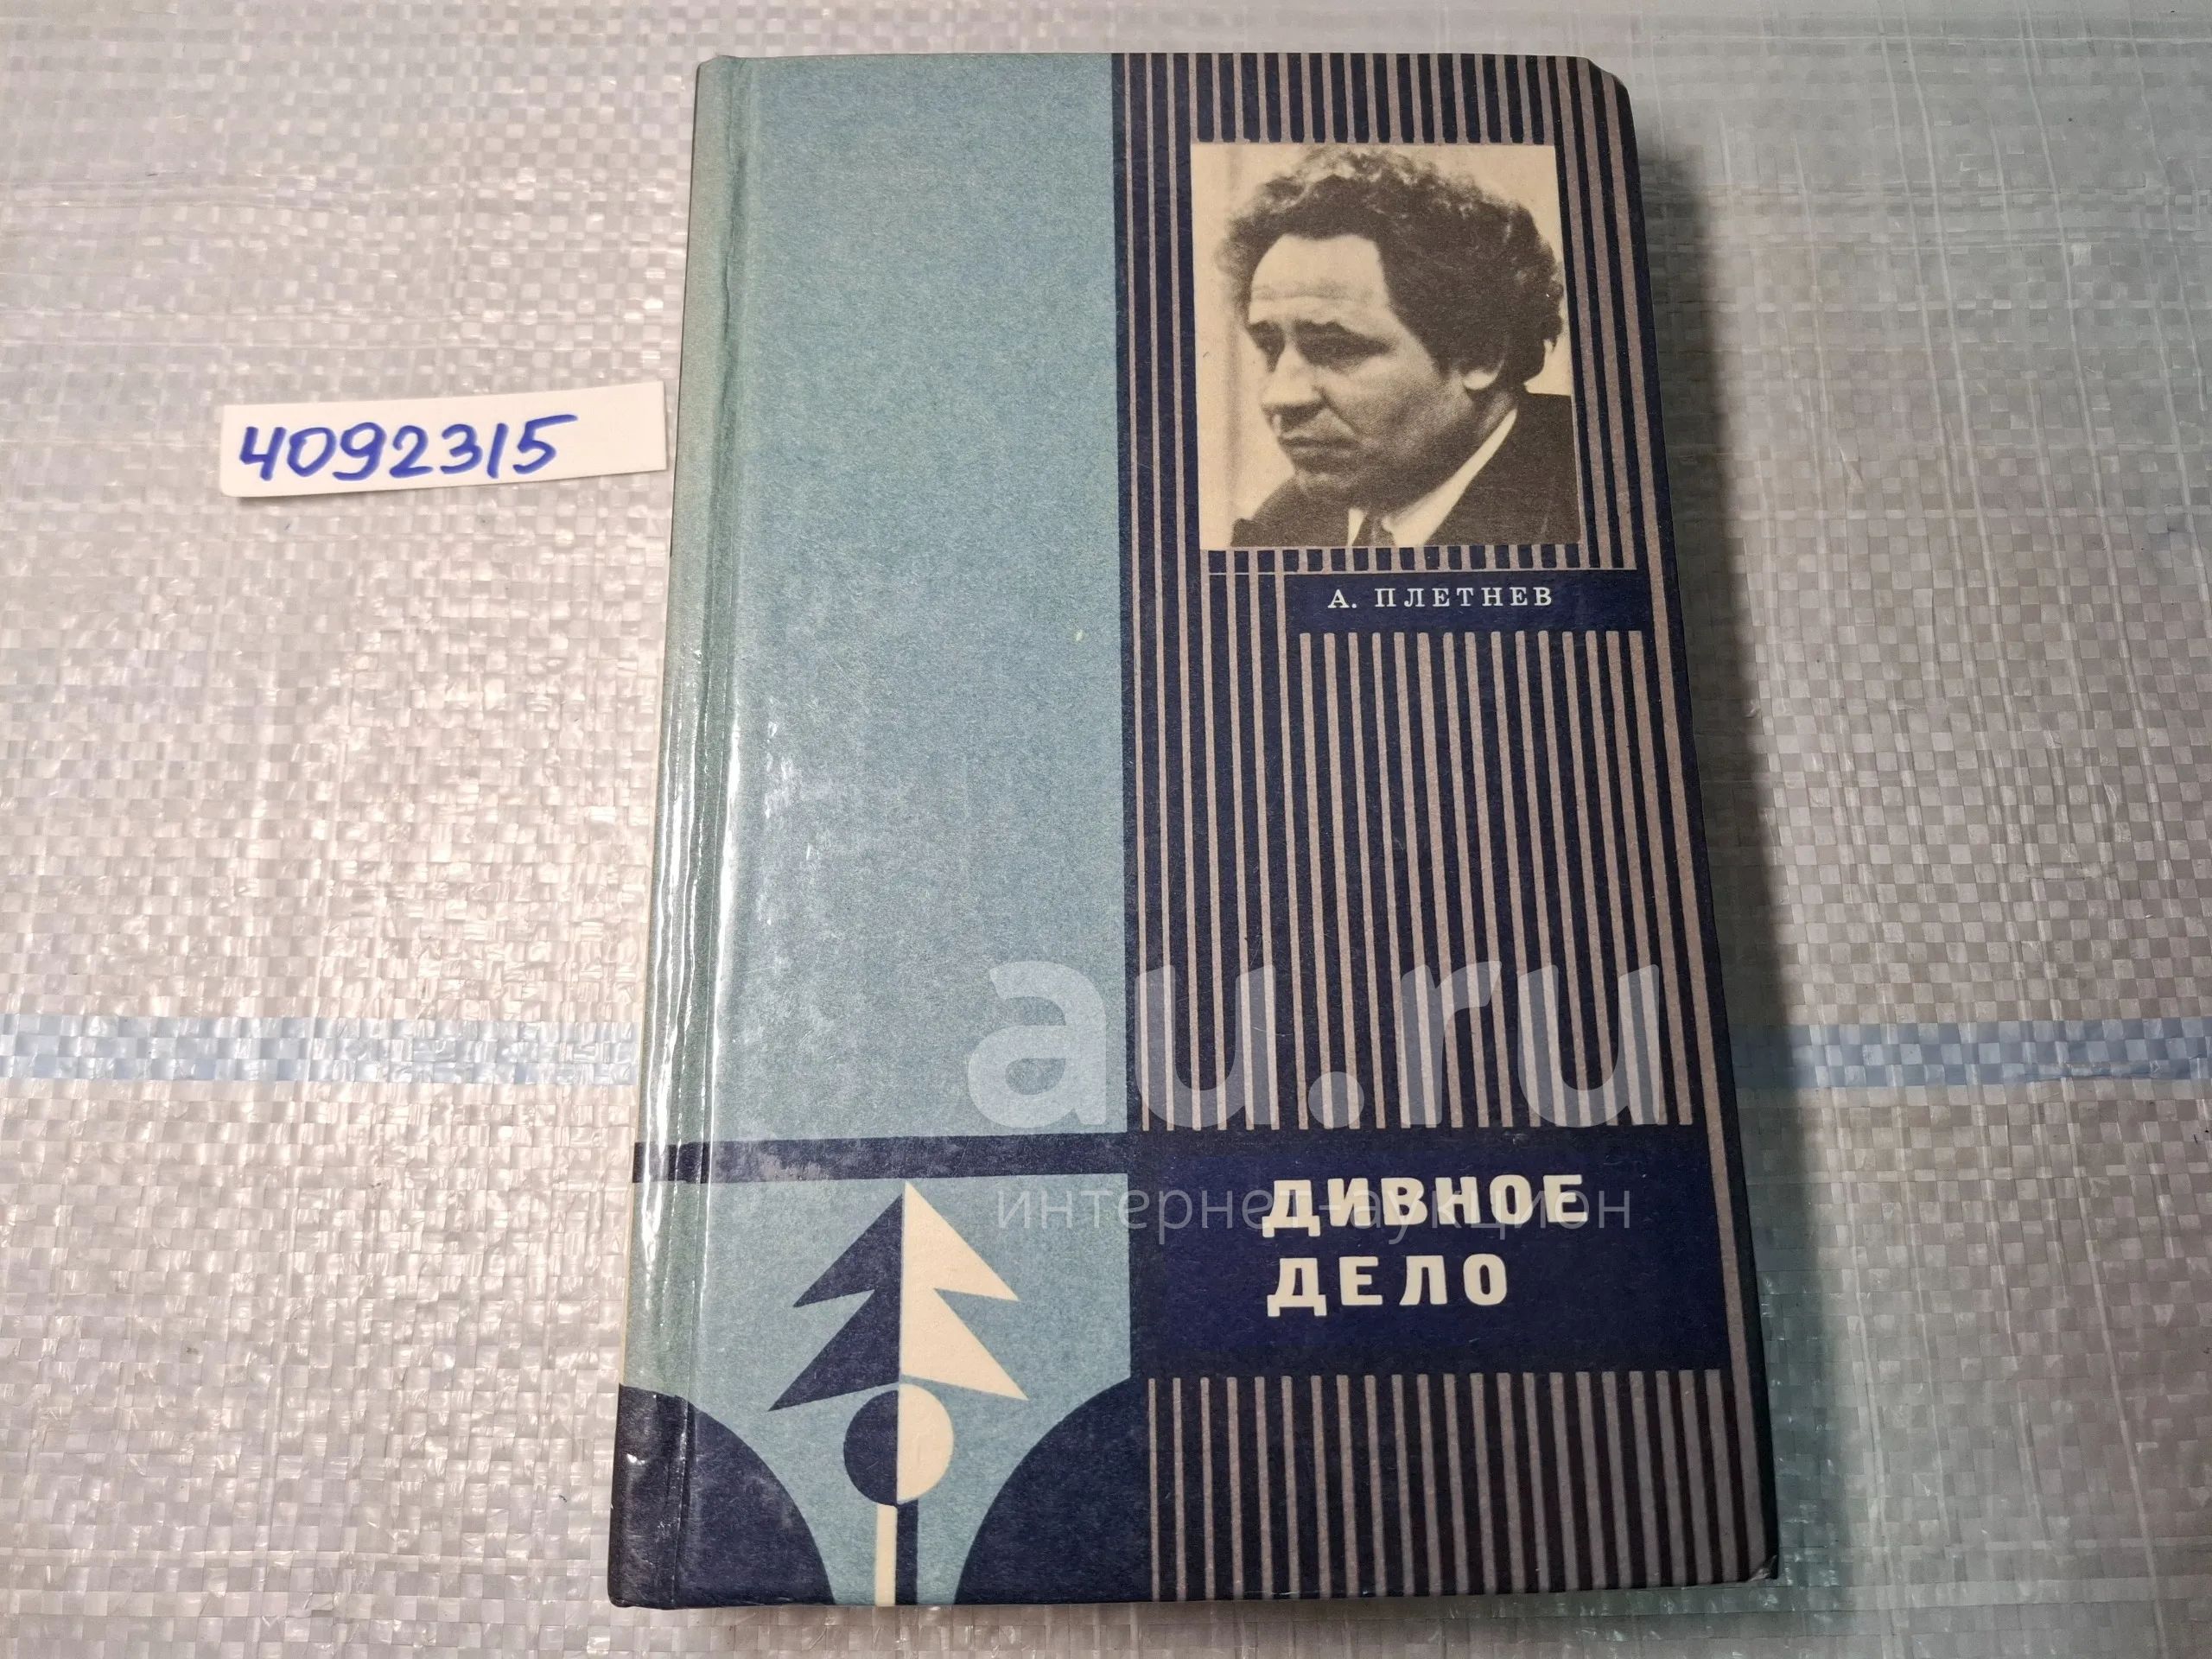 4092315
А. ПЛЕТНЕВ
au.ru
интернет-аукцион
ДИВНОЕ
ДЕЛО